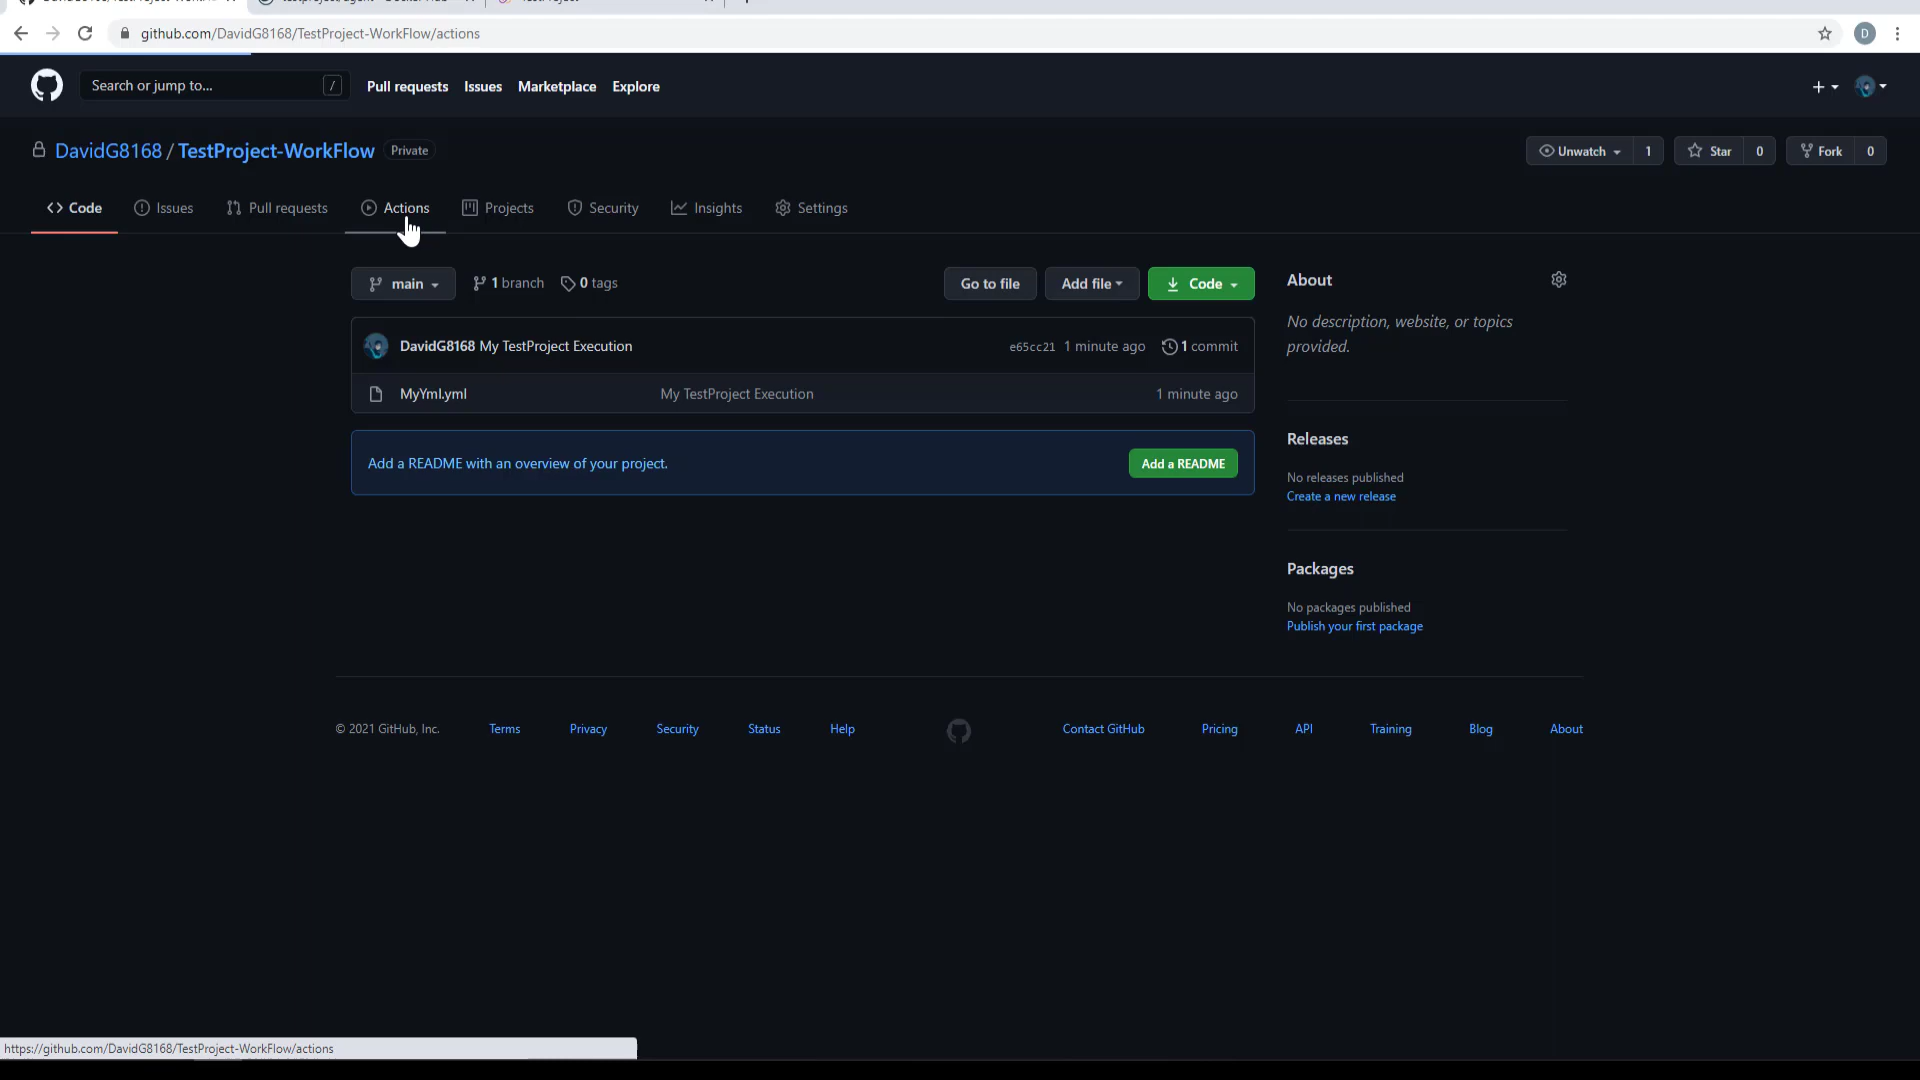 github.com/DavidG8168/TestProject-WorkFlow/actions
D
Search or jump to...
/
Pull requests
Issues
Marketplace
Explore
DavidG8168 / TestProject-WorkFlow
Private
Unwatch
1
Star
0
Fork
0
Code
Issues
Pull requests
Actions
Projects
Security
Insights
Settings
main
1 branch
0 tags
Go to file
Add file
Code
About
No description, website, or topics
provided.
DavidG8168 My TestProject Execution
e65cc21 1 minute ago
1 commit
MyYml.yml
My TestProject Execution
1 minute ago
Add a README with an overview of your project.
Add a README
Releases
No releases published
Create a new release
Packages
No packages published
Publish your first package
© 2021 GitHub, Inc.
Terms
Privacy
Security
Status
Help
Contact GitHub
Pricing
API
Training
Blog
About
https://github.com/DavidG8168/TestProject-WorkFlow/actions